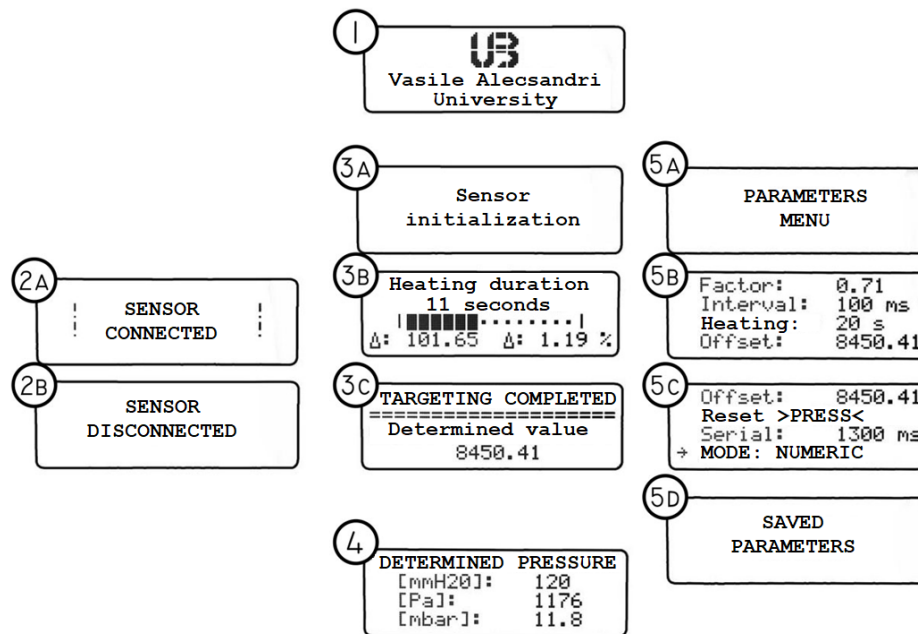 1
UB
Vasile Alecsandri
University
2A
SENSOR
CONNECTED
2B
SENSOR
DISCONNECTED
3A
Sensor
initialization
3B
Heating duration
11 seconds
Δ: 101.65 Δ: 1.19 %
3C
TARGETING COMPLETED
Determined value
8450.41
4
DETERMINED PRESSURE
[mmH20]: 120
[Pa]: 1176
[mbar]: 11.8
5A
PARAMETERS
MENU
5B
Factor: 0.71
Interval: 100 ms
Heating: 20 s
Offset: 8450.41
5C
Offset: 8450.41
Reset >PRESS<
Serial: 1300 ms
→ MODE: NUMERIC
5D
SAVED
PARAMETERS